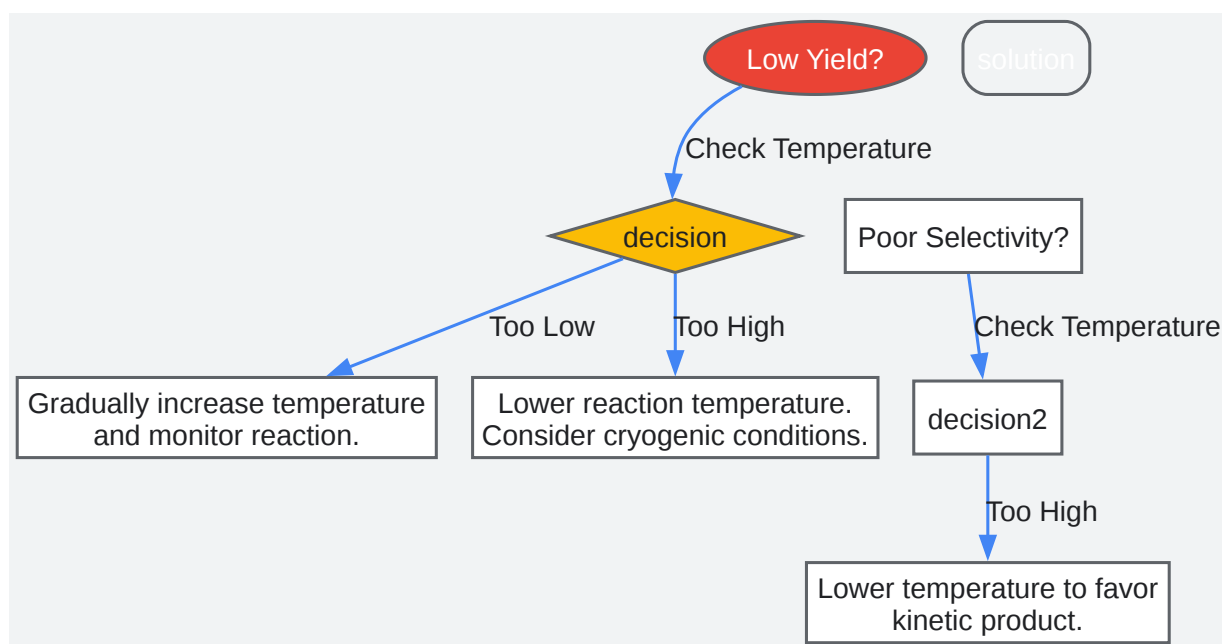 Low Yield?
solution
Check Temperature
decision
Poor Selectivity?
Too Low
Too High
Check Temperature
Gradually increase temperature
and monitor reaction.
Lower reaction temperature.
Consider cryogenic conditions.
decision2
Too High
Lower temperature to favor
kinetic product.